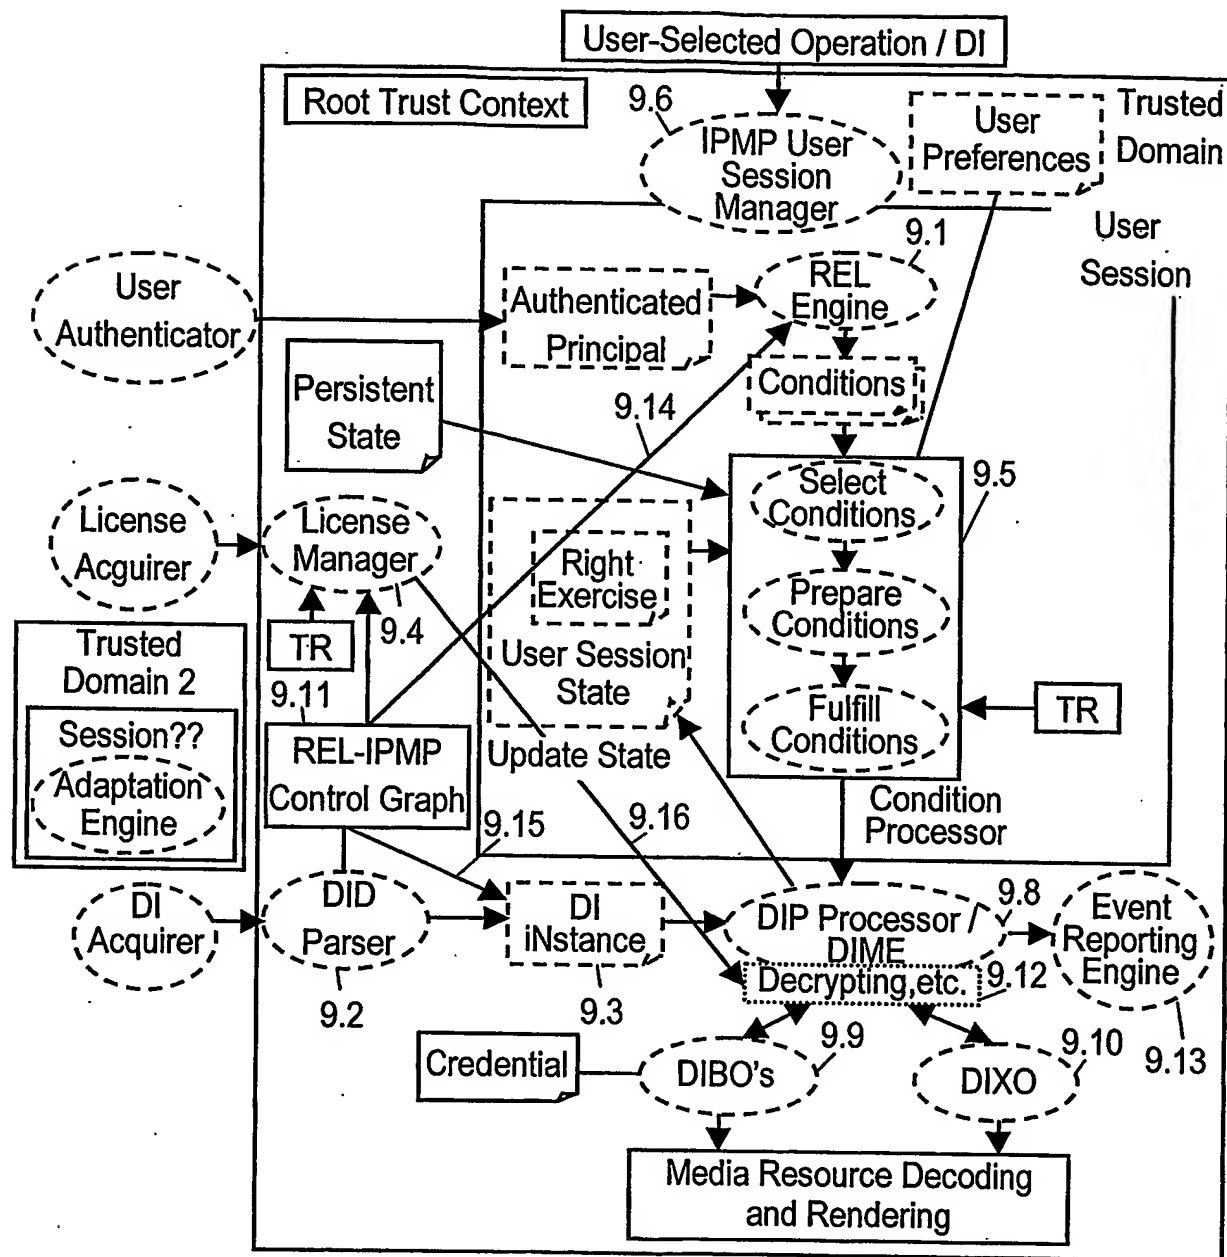 User-Selected Operation / DI
Root Trust Context
9.6
IPMP User
Session
Manager
User
Preferences
Trusted
Domain
User
Session
9.1
User
Authenticator
Authenticated
Principal
REL
Engine
Persistent
State
9.14
Conditions
Select
Conditions
9.5
License
Acguirer
License
Manager
Right
Exercise
Prepare
Conditions
9.4
TR
User Session
State
Trusted
Domain 2
9.11
Fulfill
Conditions
TR
Session??
Adaptation
Engine
REL-IPMP
Control Graph
Update State
Condition
Processor
9.15
9.16
DI
Acquirer
DID
Parser
DI
iNstance
DIP Processor /
DIME
9.8
Event
Reporting
Engine
Decrypting,etc.
9.12
9.2
9.3
9.9
9.10
9.13
Credential
DIBO's
DIXO
Media Resource Decoding
and Rendering